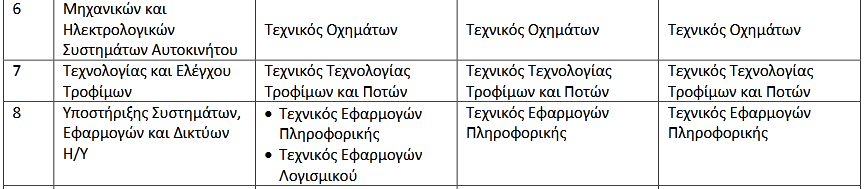 6
Μηχανικών και
Ηλεκτρολογικών
Συστημάτων Αυτοκινήτου
Τεχνικός Οχημάτων
Τεχνικός Οχημάτων
Τεχνικός Οχημάτων
7
Τεχνολογίας και Ελέγχου
Τροφίμων
Τεχνικός Τεχνολογίας
Τροφίμων και Ποτών
Τεχνικός Τεχνολογίας
Τροφίμων και Ποτών
Τεχνικός Τεχνολογίας
Τροφίμων και Ποτών
8
Υποστήριξης Συστημάτων,
Εφαρμογών και Δικτύων
Η/Υ
• Τεχνικός Εφαρμογών
Πληροφορικής
• Τεχνικός Εφαρμογών
Λογισμικού
Τεχνικός Εφαρμογών
Πληροφορικής
Τεχνικός Εφαρμογών
Πληροφορικής